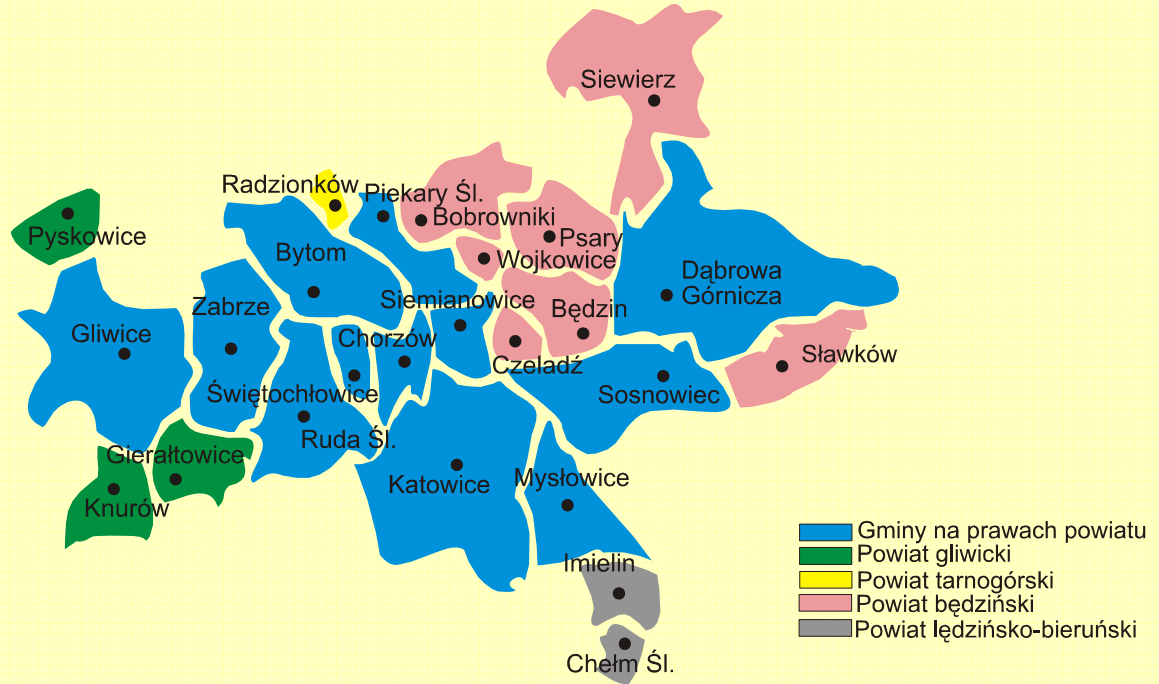 Siewierz
Radzionków
Piekary Śl.
Bobrowniki
Pyskowice
Psary
Bytom
Wojkowice
Dąbrowa
Górnicza
Zabrze
Siemianowice
Będzin
Gliwice
Chorzów
Czeladź
Sławków
Świętochłowice
Sosnowiec
Ruda Śl.
Gierałtowice
Katowice
Mysłowice
Knurów
Imielin
Chełm Śl.
Gminy na prawach powiatu
Powiat gliwicki
Powiat tarnogórski
Powiat będziński
Powiat lędzińsko-bieruński